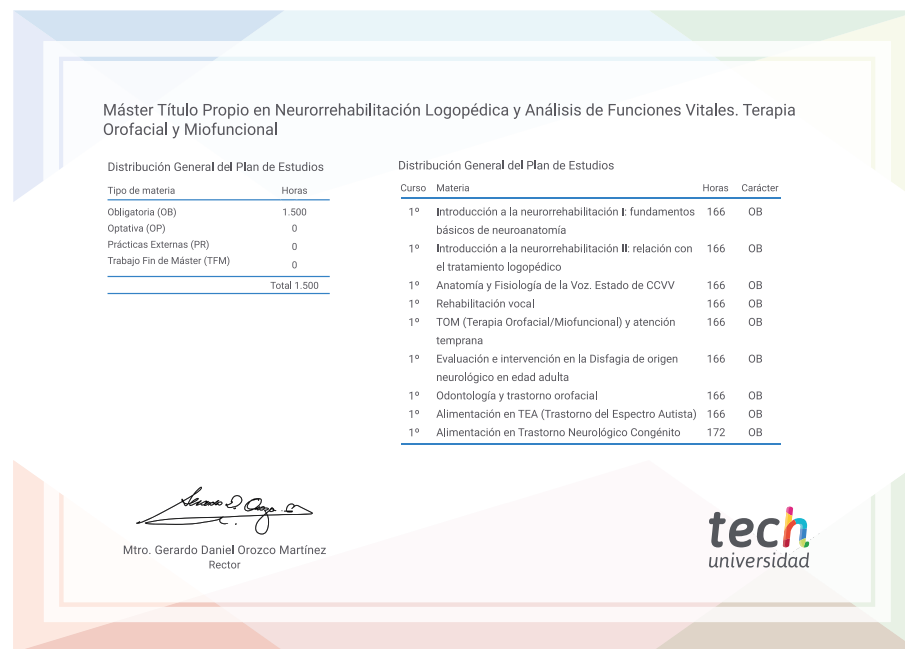 Máster Título Propio en Neurorrehabilitación Logopédica y Análisis de Funciones Vitales. Terapia
Orofacial y Miofuncional
Distribución General del Plan de Estudios
Tipo de materia Horas
Obligatoria (OB) 1.500
Optativa (OP) 0
Prácticas Externas (PR) 0
Trabajo Fin de Máster (TFM) 0
Total 1.500
Distribución General del Plan de Estudios
Curso Materia Horas Carácter
1º Introducción a la neurorrehabilitación I: fundamentos 166 OB
básicos de neuroanatomía
1º Introducción a la neurorrehabilitación II: relación con 166 OB
el tratamiento logopédico
1º Anatomía y Fisiología de la Voz. Estado de CCVV 166 OB
1º Rehabilitación vocal 166 OB
1º TOM (Terapia Orofacial/Miofuncional) y atención 166 OB
temprana
1º Evaluación e intervención en la Disfagia de origen 166 OB
neurológico en edad adulta
1º Odontología y trastorno orofacial 166 OB
1º Alimentación en TEA (Trastorno del Espectro Autista) 166 OB
1º Alimentación en Trastorno Neurológico Congénito 172 OB
Mtro. Gerardo Daniel Orozco Martínez
Rector
tech
universidad